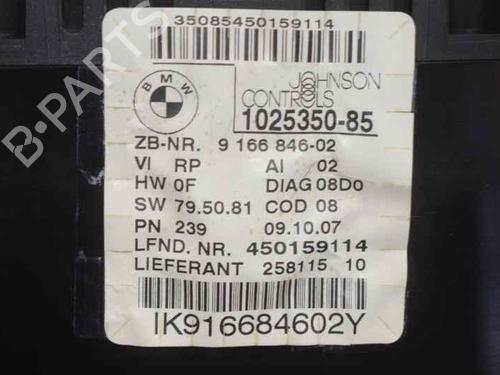 35085450159114
BMW
JOHNSON
CONTROLS
1025350-85
ZB-NR. 9 166 846-02
VI RP AI 02
HW 0F DIAG 08D0
SW 79.50.81 COD 08
PN 239 09.10.07
LFND. NR. 450159114
LIEFERANT 258115 10
IK916684602Y
B-PARTS